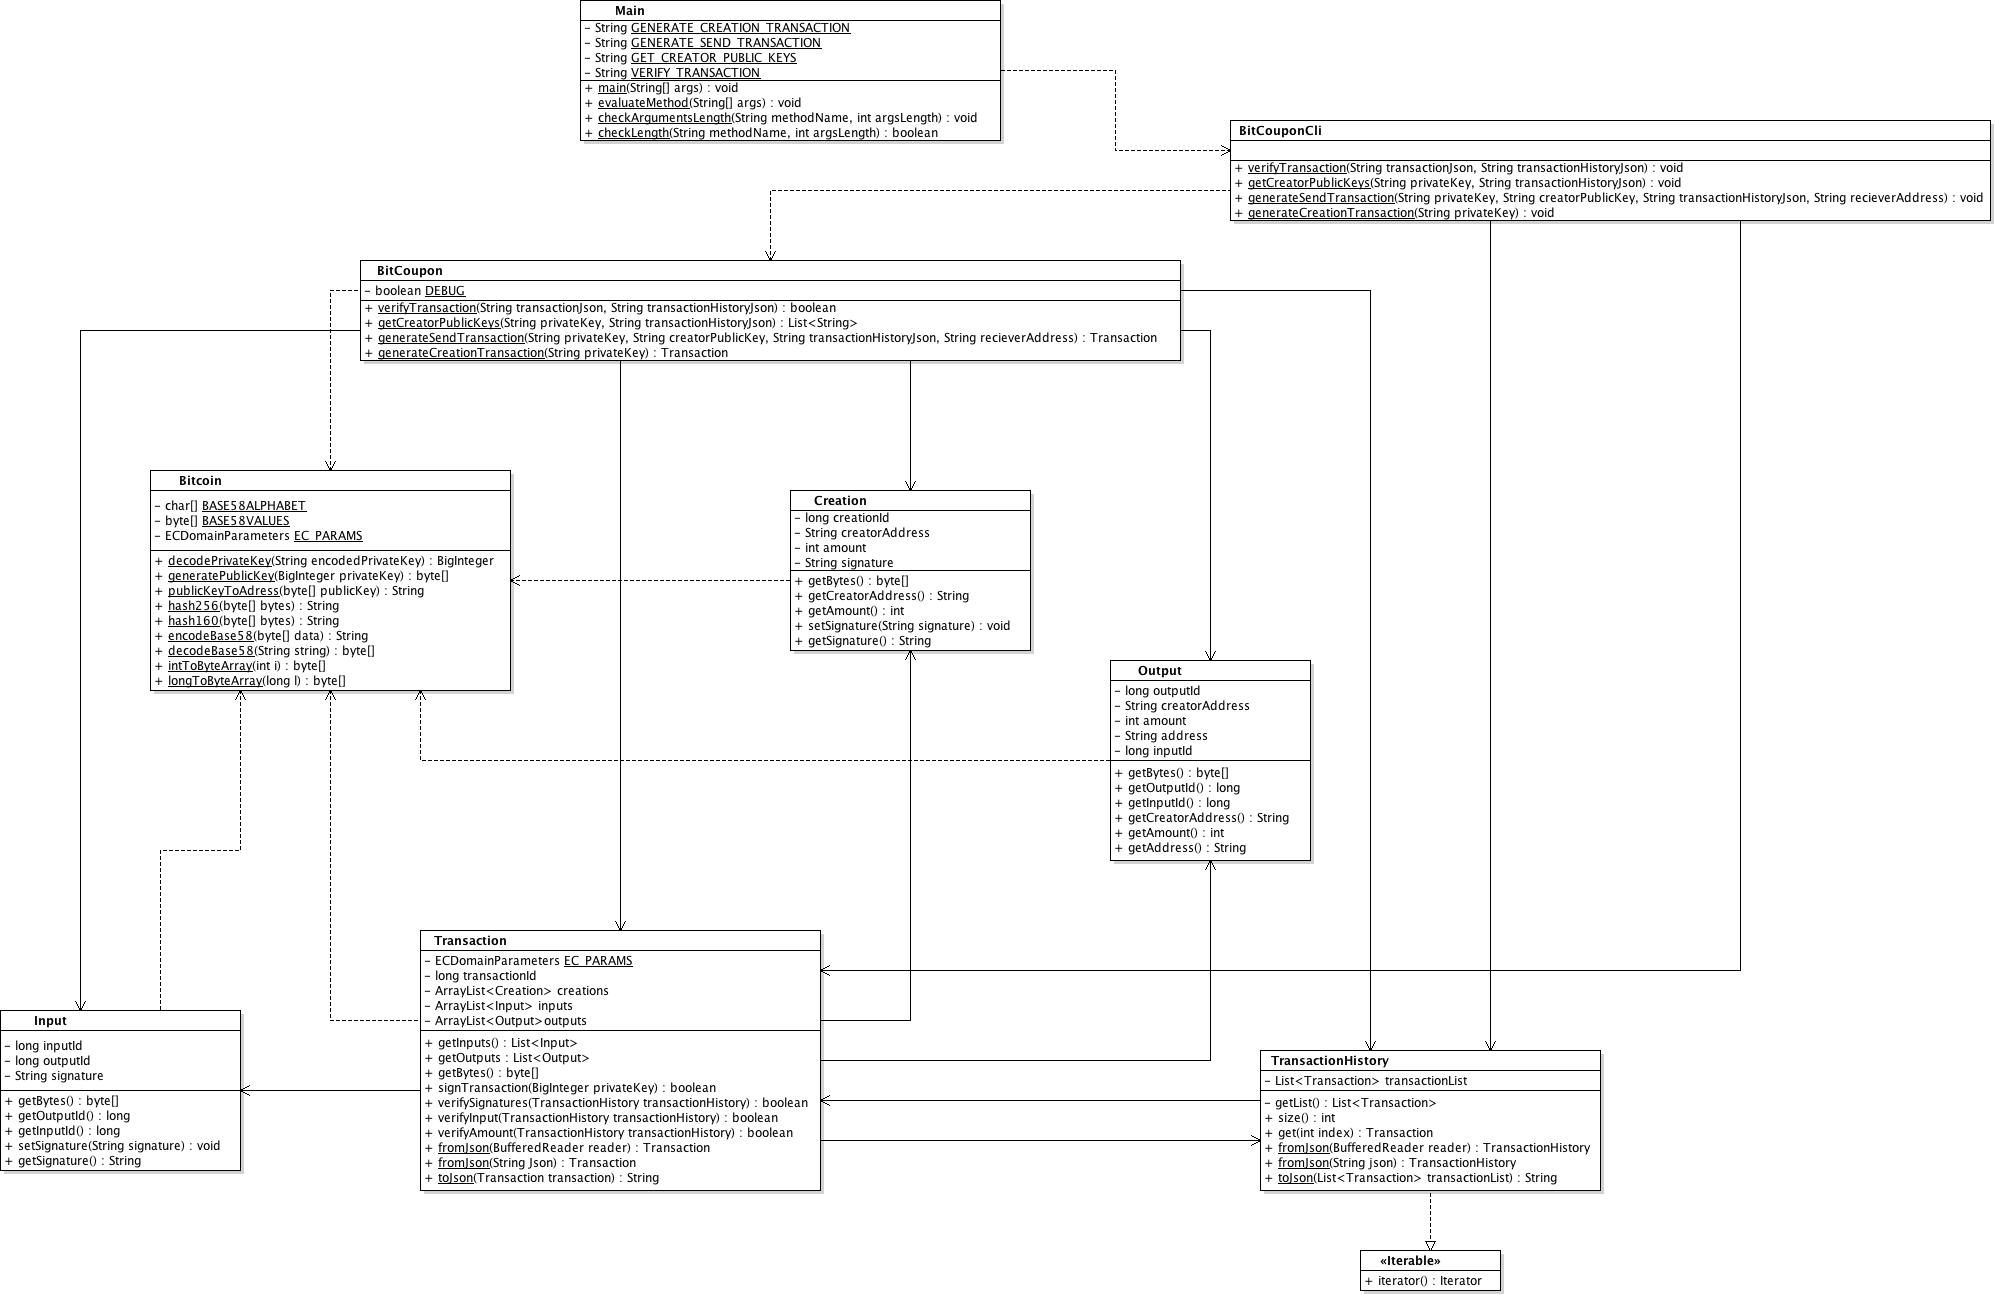 Main
- String GENERATE_CREATION_TRANSACTION
- String GENERATE_SEND_TRANSACTION
- String GET_CREATOR_PUBLIC_KEYS
- String VERIFY_TRANSACTION
+ main(String[] args) : void
+ evaluateMethod(String[] args) : void
+ checkArgumentsLength(String methodName, int argsLength) : void
+ checkLength(String methodName, int argsLength) : boolean
BitCouponCli
+ verifyTransaction(String transactionJson, String transactionHistoryJson) : void
+ getCreatorPublicKeys(String privateKey, String transactionHistoryJson) : void
+ generateSendTransaction(String privateKey, String creatorPublicKey, String transactionHistoryJson, String recieverAddress) : void
+ generateCreationTransaction(String privateKey) : void
BitCoupon
- boolean DEBUG
+ verifyTransaction(String transactionJson, String transactionHistoryJson) : boolean
+ getCreatorPublicKeys(String privateKey, String transactionHistoryJson) : List<String>
+ generateSendTransaction(String privateKey, String creatorPublicKey, String transactionHistoryJson, String recieverAddress) : Transaction
+ generateCreationTransaction(String privateKey) : Transaction
Bitcoin
- char[] BASE58ALPHABET
- byte[] BASE58VALUES
- ECDomainParameters EC_PARAMS
+ decodePrivateKey(String encodedPrivateKey) : BigInteger
+ generatePublicKey(BigInteger privateKey) : byte[]
+ publicKeyToAdress(byte[] publicKey) : String
+ hash256(byte[] bytes) : String
+ hash160(byte[] bytes) : String
+ encodeBase58(byte[] data) : String
+ decodeBase58(String string) : byte[]
+ intToByteArray(int i) : byte[]
+ longToByteArray(long l) : byte[]
Creation
- long creationId
- String creatorAddress
- int amount
- String signature
+ getBytes() : byte[]
+ getCreatorAddress() : String
+ getAmount() : int
+ setSignature(String signature) : void
+ getSignature() : String
Output
- long outputId
- String creatorAddress
- int amount
- String address
- long inputId
+ getBytes() : byte[]
+ getOutputId() : long
+ getInputId() : long
+ getCreatorAddress() : String
+ getAmount() : int
+ getAddress() : String
Transaction
- ECDomainParameters EC_PARAMS
- long transactionId
- ArrayList<Creation> creations
- ArrayList<Input> inputs
- ArrayList<Output>outputs
+ getInputs() : List<Input>
+ getOutputs : List<Output>
+ getBytes() : byte[]
+ signTransaction(BigInteger privateKey) : boolean
+ verifySignatures(TransactionHistory transactionHistory) : boolean
+ verifyInput(TransactionHistory transactionHistory) : boolean
+ verifyAmount(TransactionHistory transactionHistory) : boolean
+ fromJson(BufferedReader reader) : Transaction
+ fromJson(String Json) : Transaction
+ toJson(Transaction transaction) : String
Input
- long inputId
- long outputId
- String signature
+ getBytes() : byte[]
+ getOutputId() : long
+ getInputId() : long
+ setSignature(String signature) : void
+ getSignature() : String
TransactionHistory
- List<Transaction> transactionList
- getList() : List<Transaction>
+ size() : int
+ get(int index) : Transaction
+ fromJson(BufferedReader reader) : TransactionHistory
+ fromJson(String json) : TransactionHistory
+ toJson(List<Transaction> transactionList) : String
«Iterable»
+ iterator() : Iterator